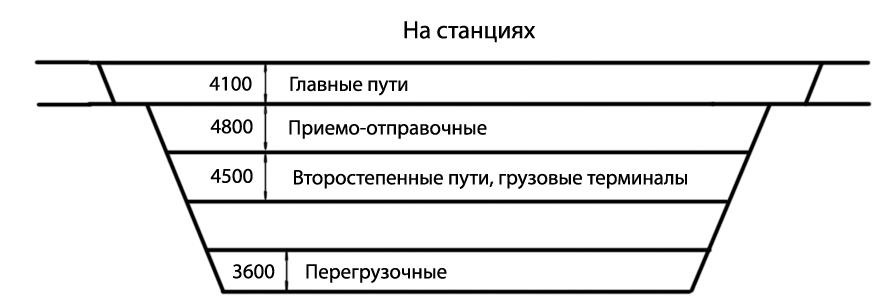 На станциях
4100 Главные пути
4800 Приемо-отправочные
4500 Второстепенные пути, грузовые терминалы
3600 Перегрузочные